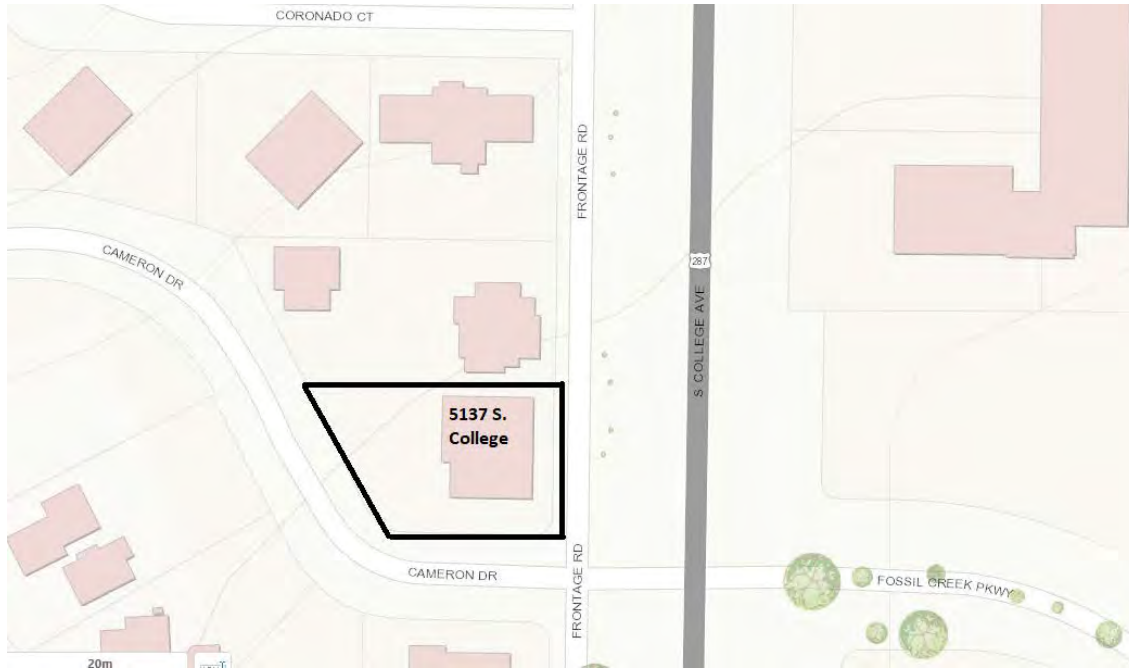 CORONADO CT
FRONTAGE RD
CAMERON DR
287
S COLLEGE AVE
5137 S.
College
CAMERON DR
FRONTAGE RD
FOSSIL CREEK PKWY
20m